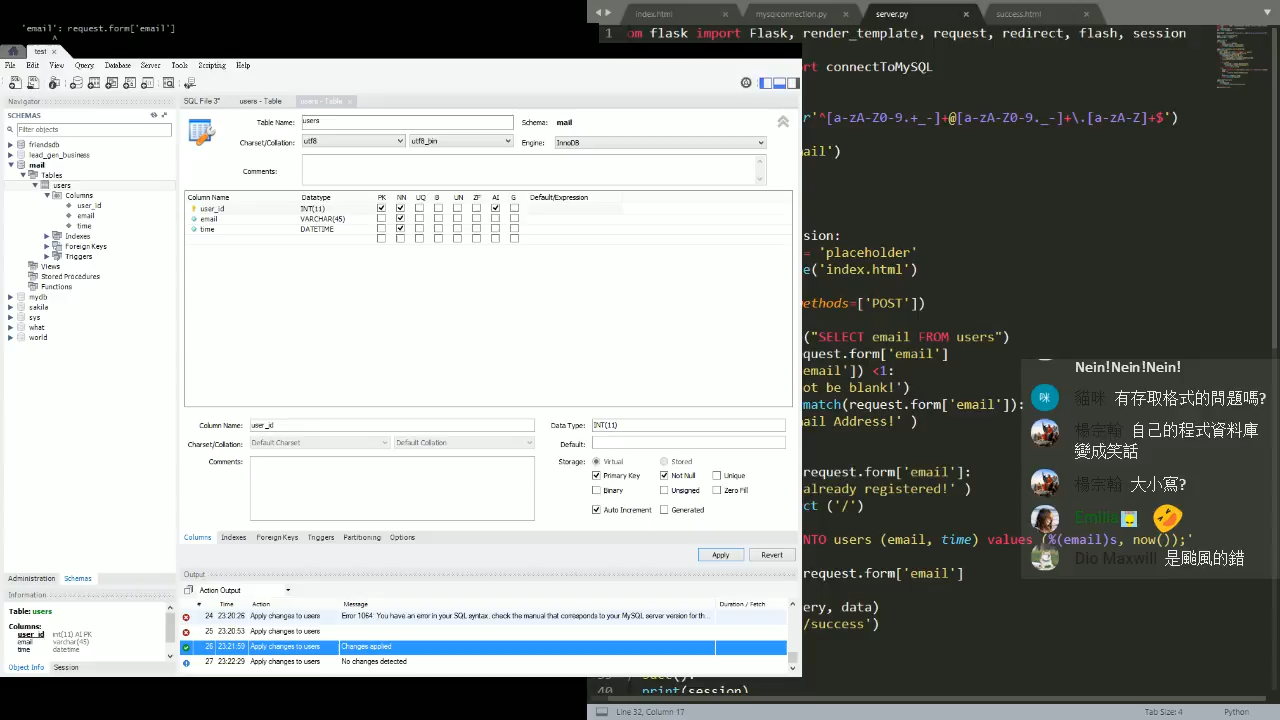 'email': request.form['email']
test
File Edit View Query Database Server Tools Scripting Help
Navigator
SCHEMAS
Filter objects
friendsdb
lead_gen_business
mail
Tables
users
Columns
user_id
email
time
Indexes
Foreign Keys
Triggers
Views
Stored Procedures
Functions
mydb
sakila
sys
what
world
Administration Schemas
Information
Table: users
Columns:
user_id int(11) AI PK
email varchar(45)
time datetime
Object Info Session
SQL File 3* users - Table users - Table
Table Name: users Schema: mail
Charset/Collation: utf8 utf8_bin Engine: InnoDB
Comments:
Column Name Datatype PK NN UQ B UN ZF AI G Default/Expression
user_id INT(11)
email VARCHAR(45)
time DATETIME
Column Name: user_id Data Type: INT(11)
Charset/Collation: Default Charset Default Collation Default:
Comments: Storage: Virtual Stored
Primary Key Not Null Unique
Binary Unsigned Zero Fill
Auto Increment Generated
Columns Indexes Foreign Keys Triggers Partitioning Options
Apply Revert
Output
Action Output
# Time Action Message Duration / Fetch
24 23:20:26 Apply changes to users Error 1064: You have an error in your SQL syntax; check the manual that corresponds to your MySQL server version for th...
25 23:20:53 Apply changes to users
26 23:21:59 Apply changes to users Changes applied
27 23:22:29 Apply changes to users No changes detected
index.html mysqlconnection.py server.py success.html
1 om flask import Flask, render_template, request, redirect, flash, session
rt connectToMySQL
r'^[a-zA-Z0-9.+_-]+@[a-zA-Z0-9._-]+\.[a-zA-Z]+$')
ail')
sion:
= 'placeholder'
e('index.html')
ethods=['POST'])
("SELECT email FROM users")
quest.form['email']
email']) <1:
ot be blank!')
match(request.form['email']):
ail Address!' )
request.form['email']:
already registered!' )
ct ('/')
NTO users (email, time) values (%(email)s, now());'
request.form['email']
ery, data)
/success')
40 print(session)
Nein!Nein!Nein!
咪 貓咪 有存取格式的問題嗎?
楊宗翰 自己的程式資料庫
變成笑話
楊宗翰 大小寫?
Emilia
Dio Maxwill 是颱風的錯
Line 32, Column 17 Tab Size: 4 Python